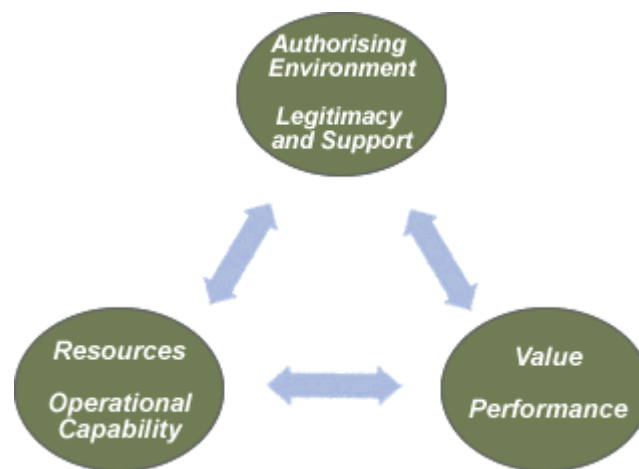 Authorising
Environment
Legitimacy
and Support
Resources
Operational
Capability
Value
Performance